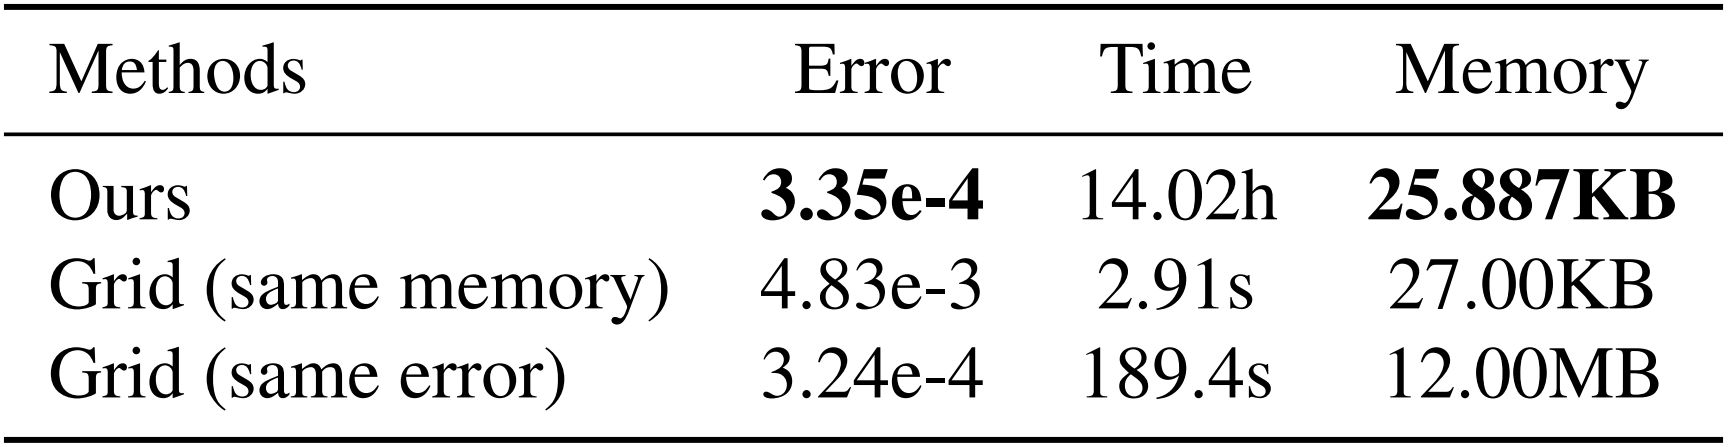 Methods Error Time Memory
Ours 3.35e-4 14.02h 25.887KB
Grid (same memory) 4.83e-3 2.91s 27.00KB
Grid (same error) 3.24e-4 189.4s 12.00MB